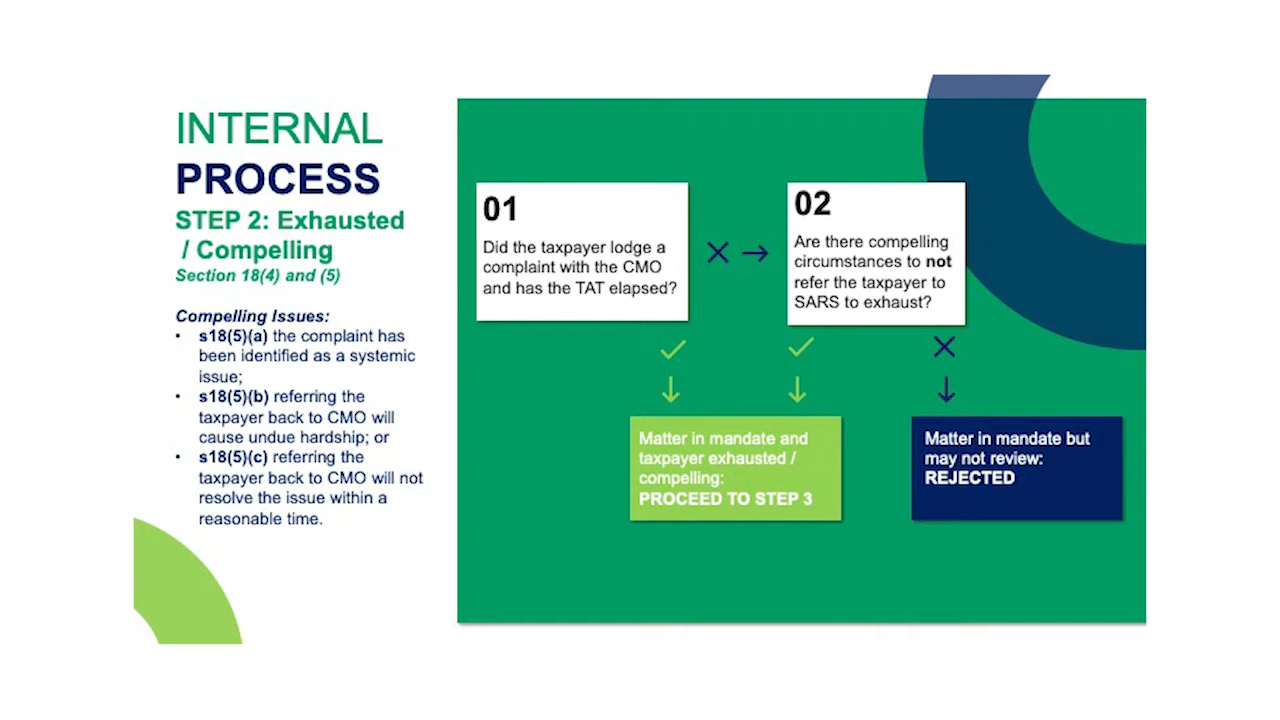 INTERNAL
PROCESS
STEP 2: Exhausted
/ Compelling
Section 18(4) and (5)
Compelling Issues:
• s18(5)(a) the complaint has
been identified as a systemic
issue;
• s18(5)(b) referring the
taxpayer back to CMO will
cause undue hardship; or
• s18(5)(c) referring the
taxpayer back to CMO will not
resolve the issue within a
reasonable time.
01
Did the taxpayer lodge a
complaint with the CMO
and has the TAT elapsed?
02
Are there compelling
circumstances to not
refer the taxpayer to
SARS to exhaust?
Matter in mandate and
taxpayer exhausted /
compelling:
PROCEED TO STEP 3
Matter in mandate but
may not review:
REJECTED